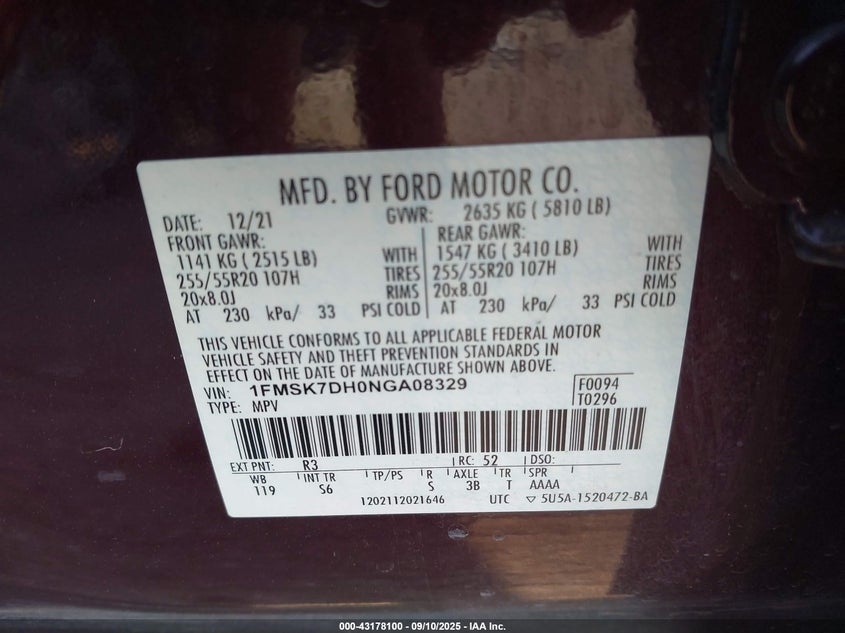 MFD. BY FORD MOTOR CO.
DATE: 12/21 GVWR: 2635 KG ( 5810 LB)
FRONT GAWR: REAR GAWR:
1141 KG ( 2515 LB) WITH 1547 KG ( 3410 LB) WITH
255/55R20 107H TIRES 255/55R20 107H TIRES
20x8.0J RIMS 20x8.0J RIMS
AT 230 kPa/ 33 PSI COLD AT 230 kPa/ 33 PSI COLD
THIS VEHICLE CONFORMS TO ALL APPLICABLE FEDERAL MOTOR
VEHICLE SAFETY AND THEFT PREVENTION STANDARDS IN
EFFECT ON THE DATE OF MANUFACTURE SHOWN ABOVE.
VIN: 1FMSK7DH0NGA08329 F0094
TYPE: MPV T0296
EXT PNT: R3 RC: 52 DSO:
WB INT TR TP/PS R AXLE TR SPR
119 S6 S 3B T AAAA
1202112021646 UTC ▽ 5U5A-1520472-BA
000-43178100 - 09/10/2025 - IAA Inc.